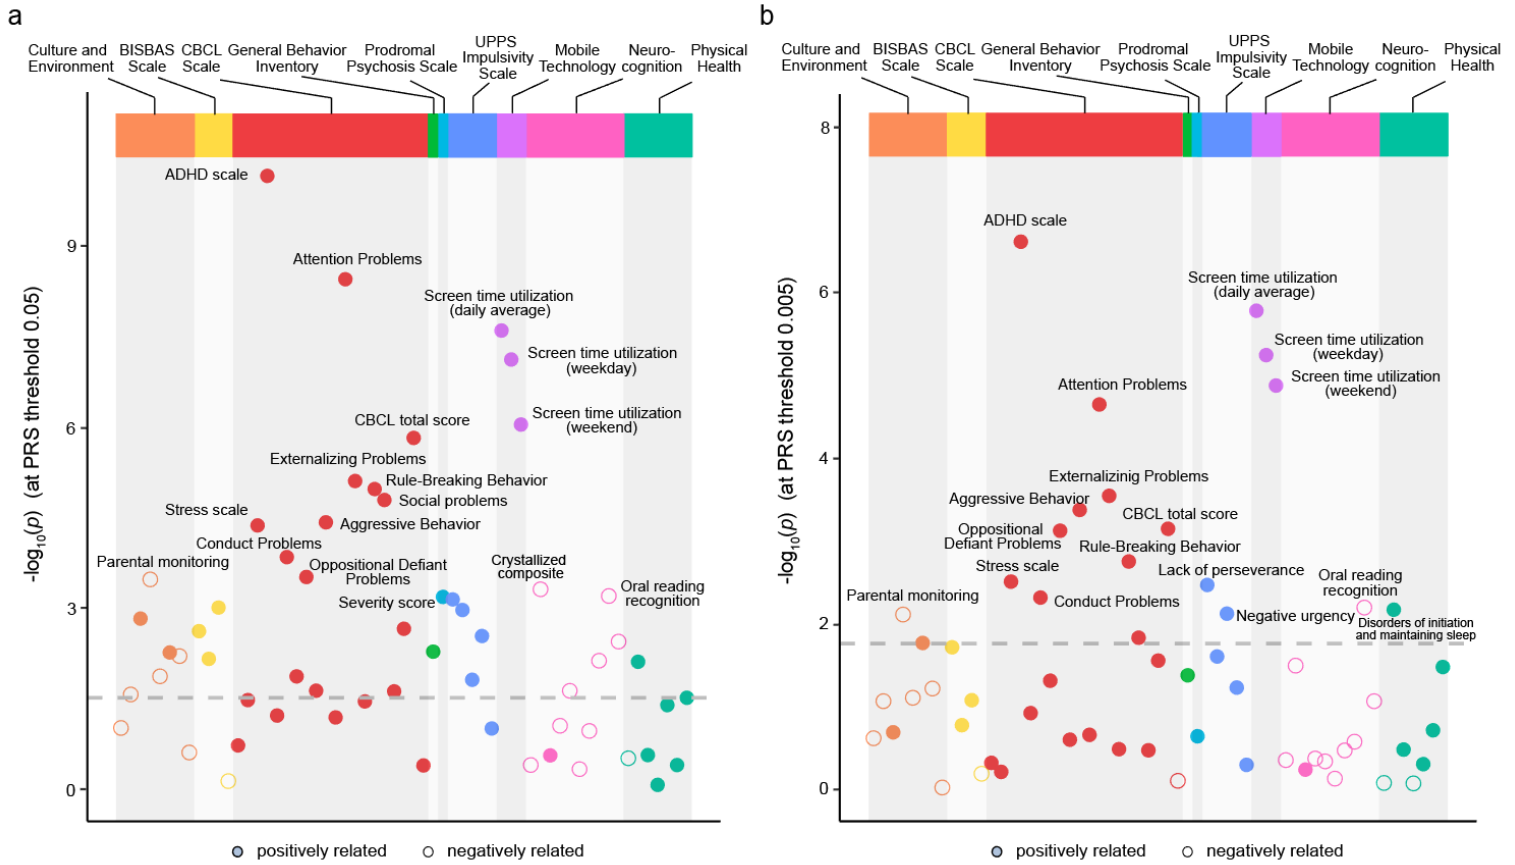 a
Culture and
Environment
BISBAS
Scale
CBCL
Scale
General Behavior
Inventory
Prodromal
Psychosis Scale
UPPS
Impulsivity
Scale
Mobile
Technology
Neuro-
cognition
Physical
Health
-log10(p) (at PRS threshold 0.05)
9
6
3
0
ADHD scale
Attention Problems
Screen time utilization
(daily average)
Screen time utilization
(weekday)
Screen time utilization
(weekend)
CBCL total score
Externalizing Problems
Rule-Breaking Behavior
Social problems
Stress scale
Aggressive Behavior
Conduct Problems
Parental monitoring
Oppositional Defiant
Problems
Severity score
Crystallized
composite
Oral reading
recognition
positively related
negatively related
b
Culture and
Environment
BISBAS
Scale
CBCL
Scale
General Behavior
Inventory
Prodromal
Psychosis Scale
UPPS
Impulsivity
Scale
Mobile
Technology
Neuro-
cognition
Physical
Health
-log10(p) (at PRS threshold 0.005)
8
6
4
2
0
ADHD scale
Screen time utilization
(daily average)
Screen time utilization
(weekday)
Screen time utilization
(weekend)
Attention Problems
Externalizinig Problems
Aggressive Behavior
CBCL total score
Oppositional
Defiant Problems
Rule-Breaking Behavior
Stress scale
Lack of perseverance
Conduct Problems
Parental monitoring
Negative urgency
Oral reading
recognition
Disorders of initiation
and maintaining sleep
positively related
negatively related